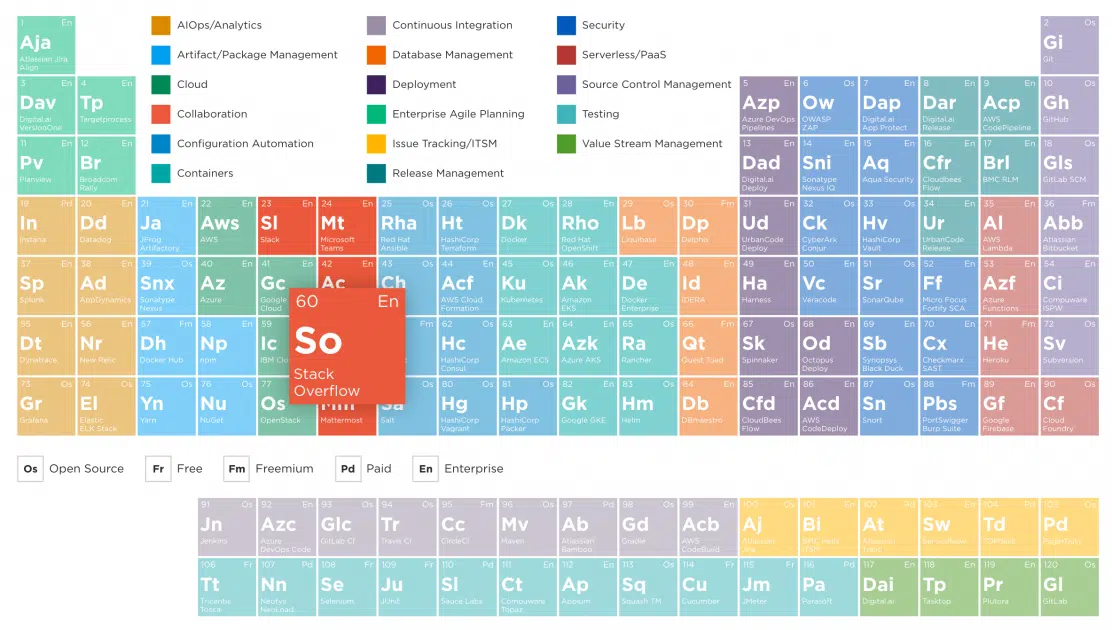 1 En AIOps/Analytics Continuous Integration Security 2 Os
Aja Gi
Atlassian Jira Git
Align Artifact/Package Management Database Management Serverless/PaaS
3 En 4 En Cloud Deployment Source Control Management 5 En 6 Os 7 En 8 En 9 En 10 Os
Dav Tp Azp Ow Dap Dar Acp Gh
Digital.ai Targetprocess Collaboration Enterprise Agile Planning Testing Azure DevOps OWASP Digital.ai Digital.ai AWS GitHub
VersionOne Pipelines ZAP App Protect Release CodePipeline
11 En 12 En Configuration Automation Issue Tracking/ITSM Value Stream Management 13 En 14 En 15 En 16 En 17 En 18 Os
Pv Br Dad Sni Aq Cfr Brl Gls
Planview Broadcom Containers Release Management Digital.ai Sonatype Aqua Security Cloudbees BMC RLM GitLab SCM
Rally Deploy Nexus IQ Flow
19 Pd 20 En 21 En 22 En 23 En 24 En 25 Os 26 Os 27 En 28 En 29 En 30 Fm 31 En 32 En 33 Os 34 En 35 En 36 Fm
In Dd Ja Aws Sl Mt Rha Ht Dk Rho Lb Dp Ud Ck Hv Ur Al Abb
Instana Datadog JFrog AWS Slack Microsoft Red Hat HashiCorp Docker Red Hat Liquibase Delphix UrbanCode CyberArk HashiCorp UrbanCode AWS Atlassian
Artifactory Teams Ansible Terraform OpenShift Deploy Conjur Vault Release Lambda Bitbucket
37 En 38 En 39 Os 40 En 41 En 42 En 43 Os 44 En 45 Os 46 En 47 En 48 En 49 En 50 En 51 Os 52 En 53 En 54 En
Sp Ad Snx Az Gc Ac Ch Acf Ku Ak De Id Ha Vc Sr Ff Azf Ci
Splunk AppDynamics Sonatype Azure Google AWS Cloud Kubernetes Amazon Docker IDERA Harness Veracode SonarQube Micro Focus Azure Compuware
Nexus Cloud Formation EKS Enterprise Fortify SCA Functions ISPW
60 En
So
Stack
Overflow
55 En 56 En 57 Fm 58 En 59 Fm 62 Os 63 En 64 En 65 Os 66 Fm 67 Os 68 En 69 En 70 En 71 Fm 72 Os
Dt Nr Dh Np Ic Hc Ae Azk Ra Qt Sk Od Sb Cx He Sv
Dynatrace New Relic Docker Hub npm IBM HashiCorp Amazon ECS Azure AKS Rancher Quest Toad Spinnaker Octopus Synopsys Checkmarx Heroku Subversion
Consul Deploy Black Duck SAST
73 Os 74 Os 75 Os 76 Os 77 Os 80 Os 81 Os 82 En 83 Os 84 En 85 En 86 En 87 Os 88 Fm 89 En 90 Os
Gr El Yn Nu Os Mm Sa Hg Hp Gk Hm Db Cfd Acd Sn Pbs Gf Cf
Grafana Elastic Yarn NuGet OpenStack Mattermost Salt HashiCorp HashiCorp Google GKE Helm DBmaestro CloudBees AWS Snort PortSwigger Google Cloud
ELK Stack Vagrant Packer Flow CodeDeploy Burp Suite Firebase Foundry
Os Open Source Fr Free Fm Freemium Pd Paid En Enterprise
91 Os 92 En 93 Os 94 Os 95 Fm 96 Os 97 Pd 98 Os 99 En 100 En 101 En 102 Pd 103 En 104 Pd 105 Os
Jn Azc Glc Tr Cc Mv Ab Gd Acb Aj Bi At Sw Td Pd
Jenkins Azure GitLab CI Travis CI CircleCI Maven Atlassian Gradle AWS Atlassian BMC Helix Atlassian ServiceNow TOPdesk PagerDuty
DevOps Code Bamboo CodeBuild Jira ITSM Trello
106 Fr 107 Pd 108 Fr 109 Fr 110 Pd 111 En 112 En 113 Os 114 Fr 115 Fr 116 Pd 117 En 118 En 119 En 120 Os
Tt Nn Se Ju Sl Ct Ap Sq Cu Jm Pa Dai Tp Pr Gl
Tricentis Neotys Selenium JUnit Sauce Labs Compuware Appium Squash TM Cucumber JMeter Parasoft Digital.ai Tasktop Plutora GitLab
Tosca NeoLoad Topaz